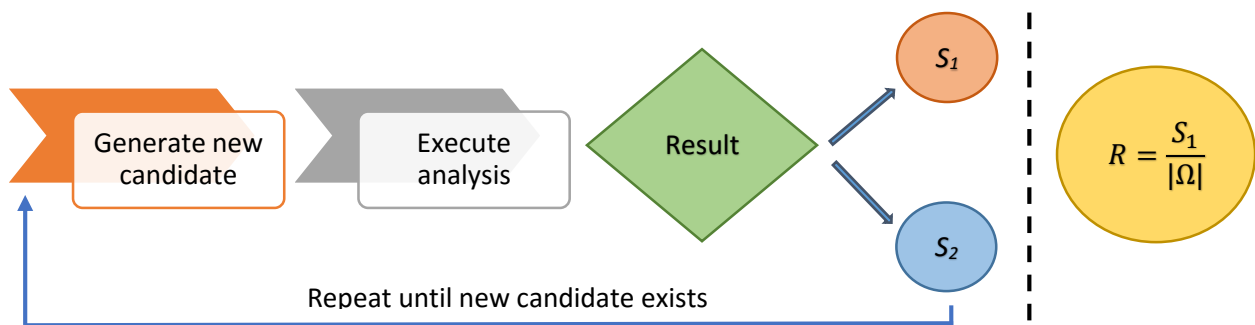 Generate new
candidate
Execute
analysis
Result
S₁
S₂
R = S₁/|Ω|
Repeat until new candidate exists